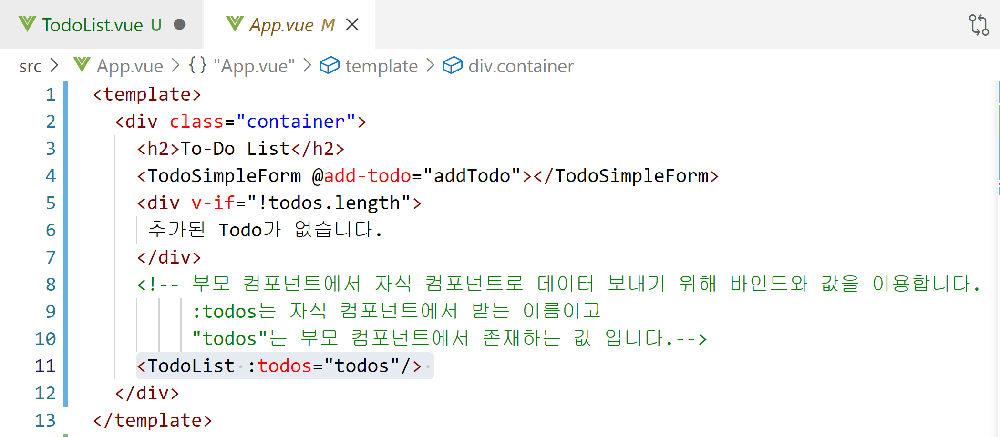 TodoList.vue U App.vue M
src > App.vue > {} "App.vue" > template > div.container
1 <template>
2 <div class="container">
3 <h2>To-Do List</h2>
4 <TodoSimpleForm @add-todo="addTodo"></TodoSimpleForm>
5 <div v-if="!todos.length">
6 추가된 Todo가 없습니다.
7 </div>
8 <!-- 부모 컴포넌트에서 자식 컴포넌트로 데이터 보내기 위해 바인드와 값을 이용합니다.
9 :todos는 자식 컴포넌트에서 받는 이름이고
10 "todos"는 부모 컴포넌트에서 존재하는 값 입니다.-->
11 <TodoList :todos="todos"/>
12 </div>
13 </template>